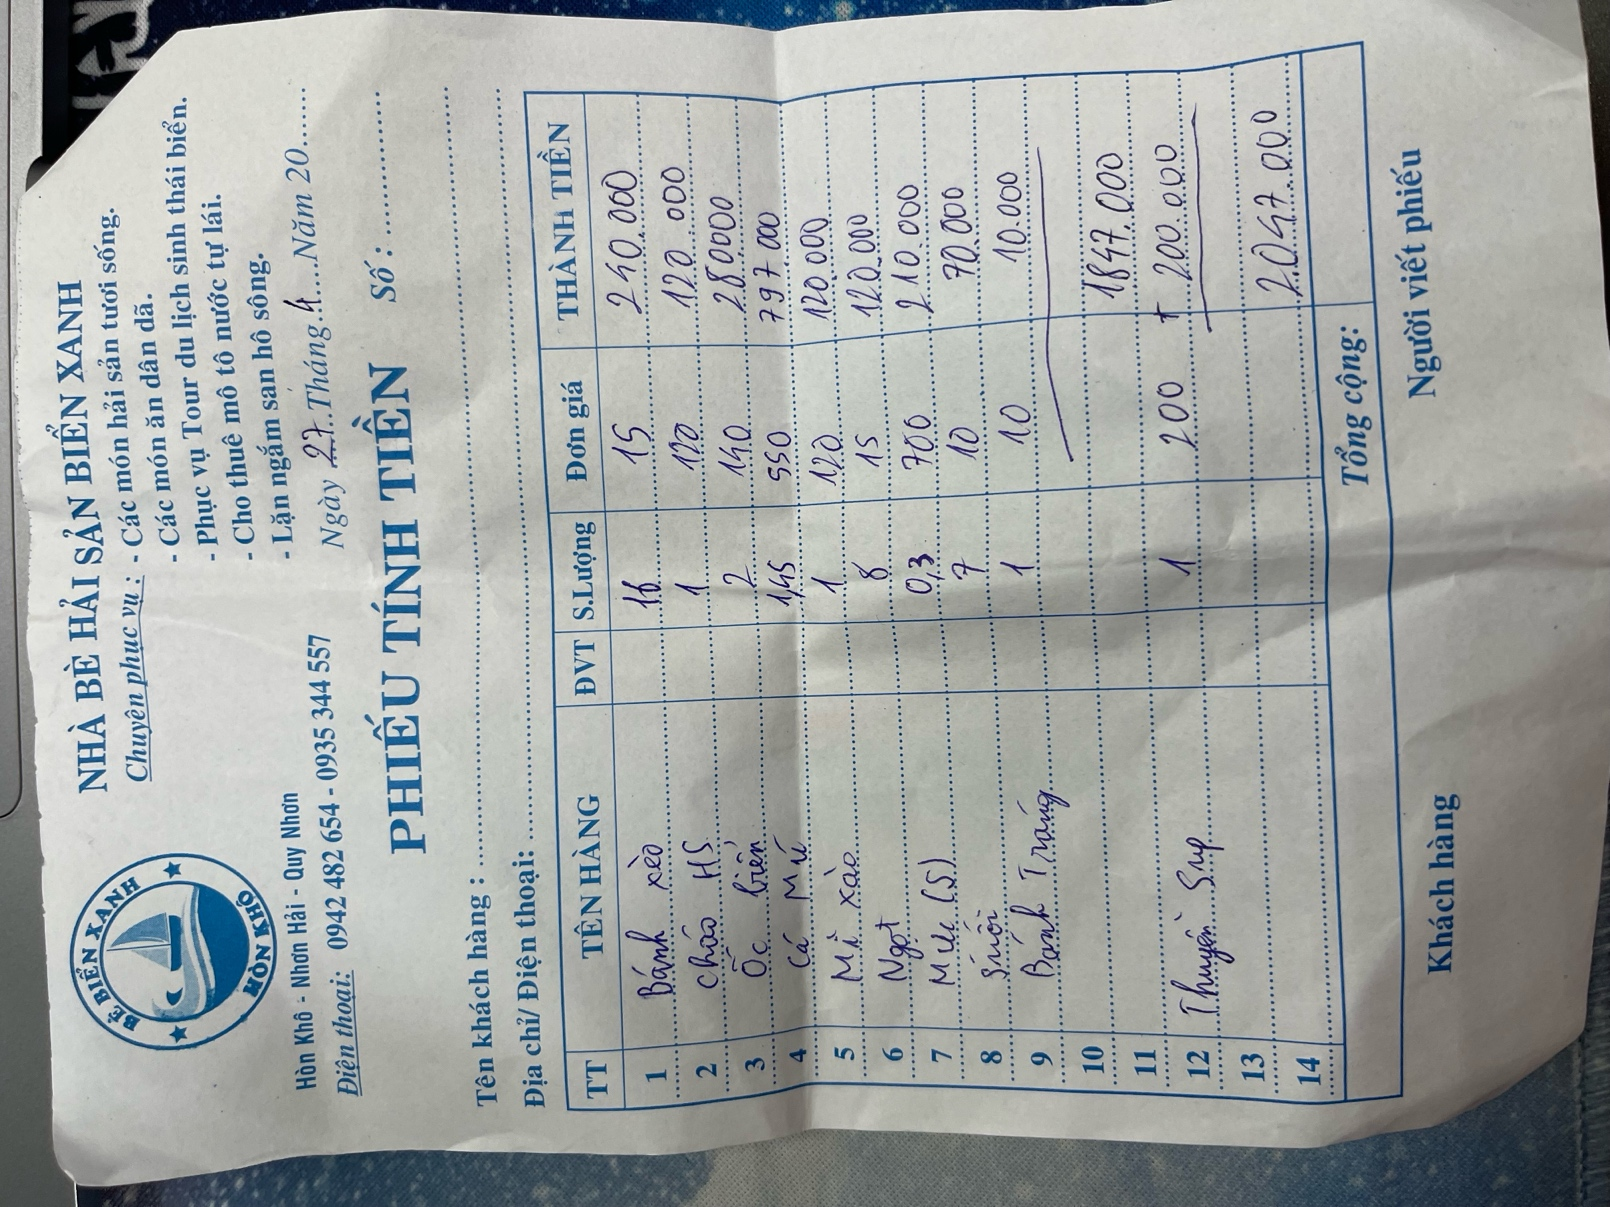 NHÀ BÈ HẢI SẢN BIỂN XANH
Chuyên phục vụ : - Các món hải sản tươi sống.
- Các món ăn dân dã.
- Phục vụ Tour du lịch sinh thái biển.
- Cho thuê mô tô nước tự lái.
- Lặn ngắm san hô sông.
BÈ BIỂN XANH
HÒN KHÔ
Hòn Khô - Nhơn Hải - Quy Nhơn
Điện thoại: 0942 482 654 - 0935 344 557
Ngày 27 Tháng 4 Năm 20
PHIẾU TÍNH TIỀN Số :
Tên khách hàng :
Địa chỉ/ Điện thoại:
TT TÊN HÀNG ĐVT S.Lượng Đơn giá THÀNH TIỀN
1 Bánh xèo 16 15 240.000
2 cháo HS 1 120 120 000
3 Ốc biển 2 140 280000
4 Cá Mú 1,45 550 797 000
5 Mì xào 1 120 120 000
6 Ngọt 8 15 120.000
7 Mực (S) 0,3 700 210.000
8 Suối 7 10 70.000
9 Bánh Tráng 1 10 10.000
10
11 1847.000
12 Thuyền Sup 1 200 + 200.000
13
14 2.047.000
Tổng cộng:
Khách hàng Người viết phiếu